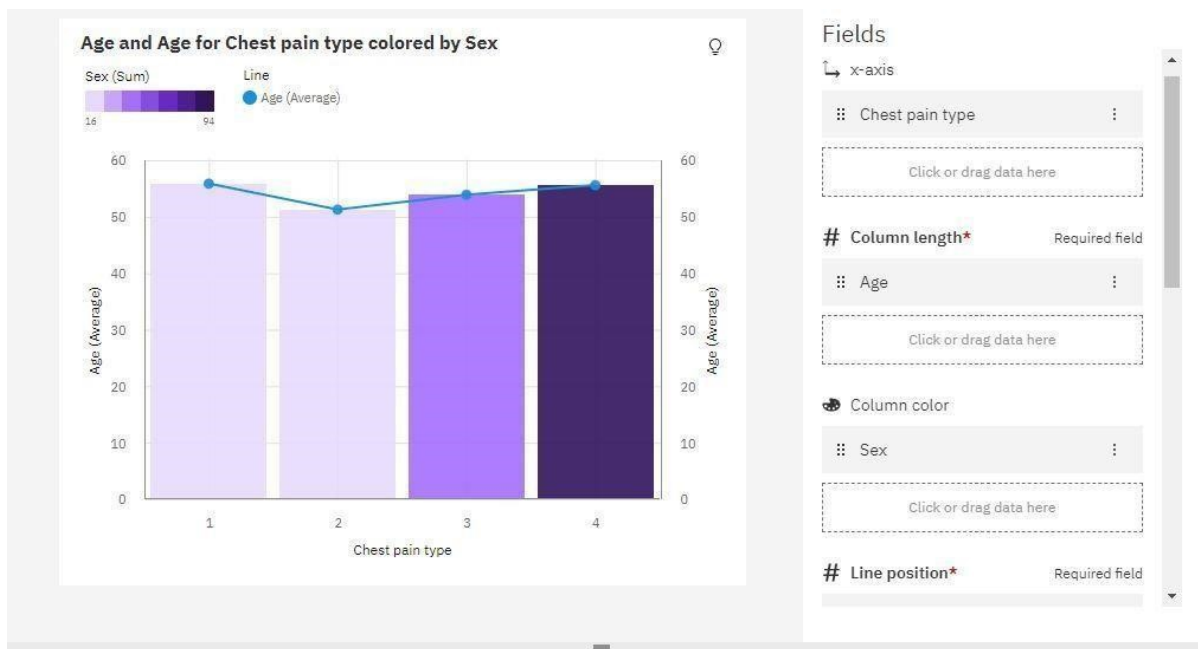 Age and Age for Chest pain type colored by Sex
Sex (Sum)
16 94
Line
Age (Average)
60
50
40
30
20
10
0
Age (Average)
60
50
40
30
20
10
0
Age (Average)
1 2 3 4
Chest pain type
Fields
x-axis
Chest pain type
Click or drag data here
# Column length* Required field
Age
Click or drag data here
Column color
Sex
Click or drag data here
# Line position* Required field